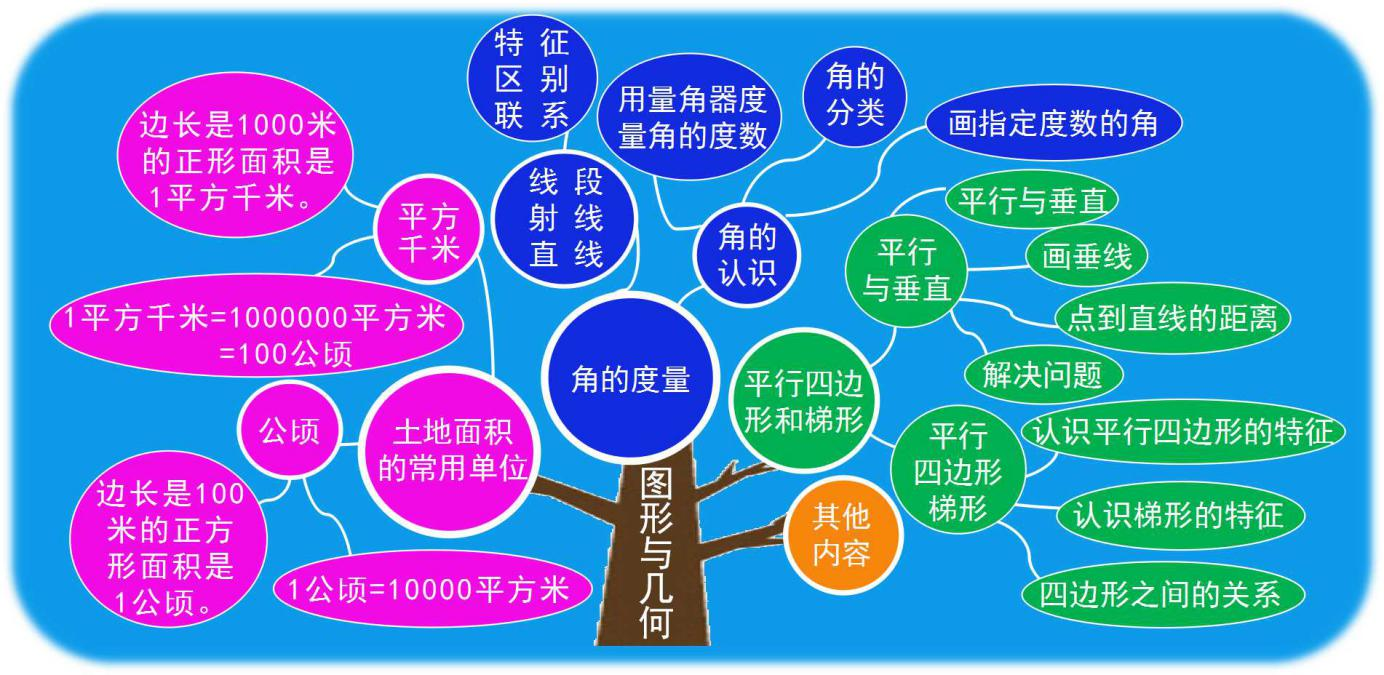 特征
区别
联系
用量角器度
量角的度数
角的
分类
画指定度数的角
边长是1000米
的正形面积是
1平方千米。
平方
千米
线段
射线
直线
角的
认识
平行与垂直
平行
与垂直
画垂线
点到直线的距离
解决问题
1平方千米=1000000平方米
=100公顷
角的度量
平行四边
形和梯形
公顷
土地面积
的常用单位
平行
四边形
梯形
认识平行四边形的特征
认识梯形的特征
四边形之间的关系
边长是100
米的正方
形面积是
1公顷。
1公顷=10000平方米
其他
内容
图形与几何